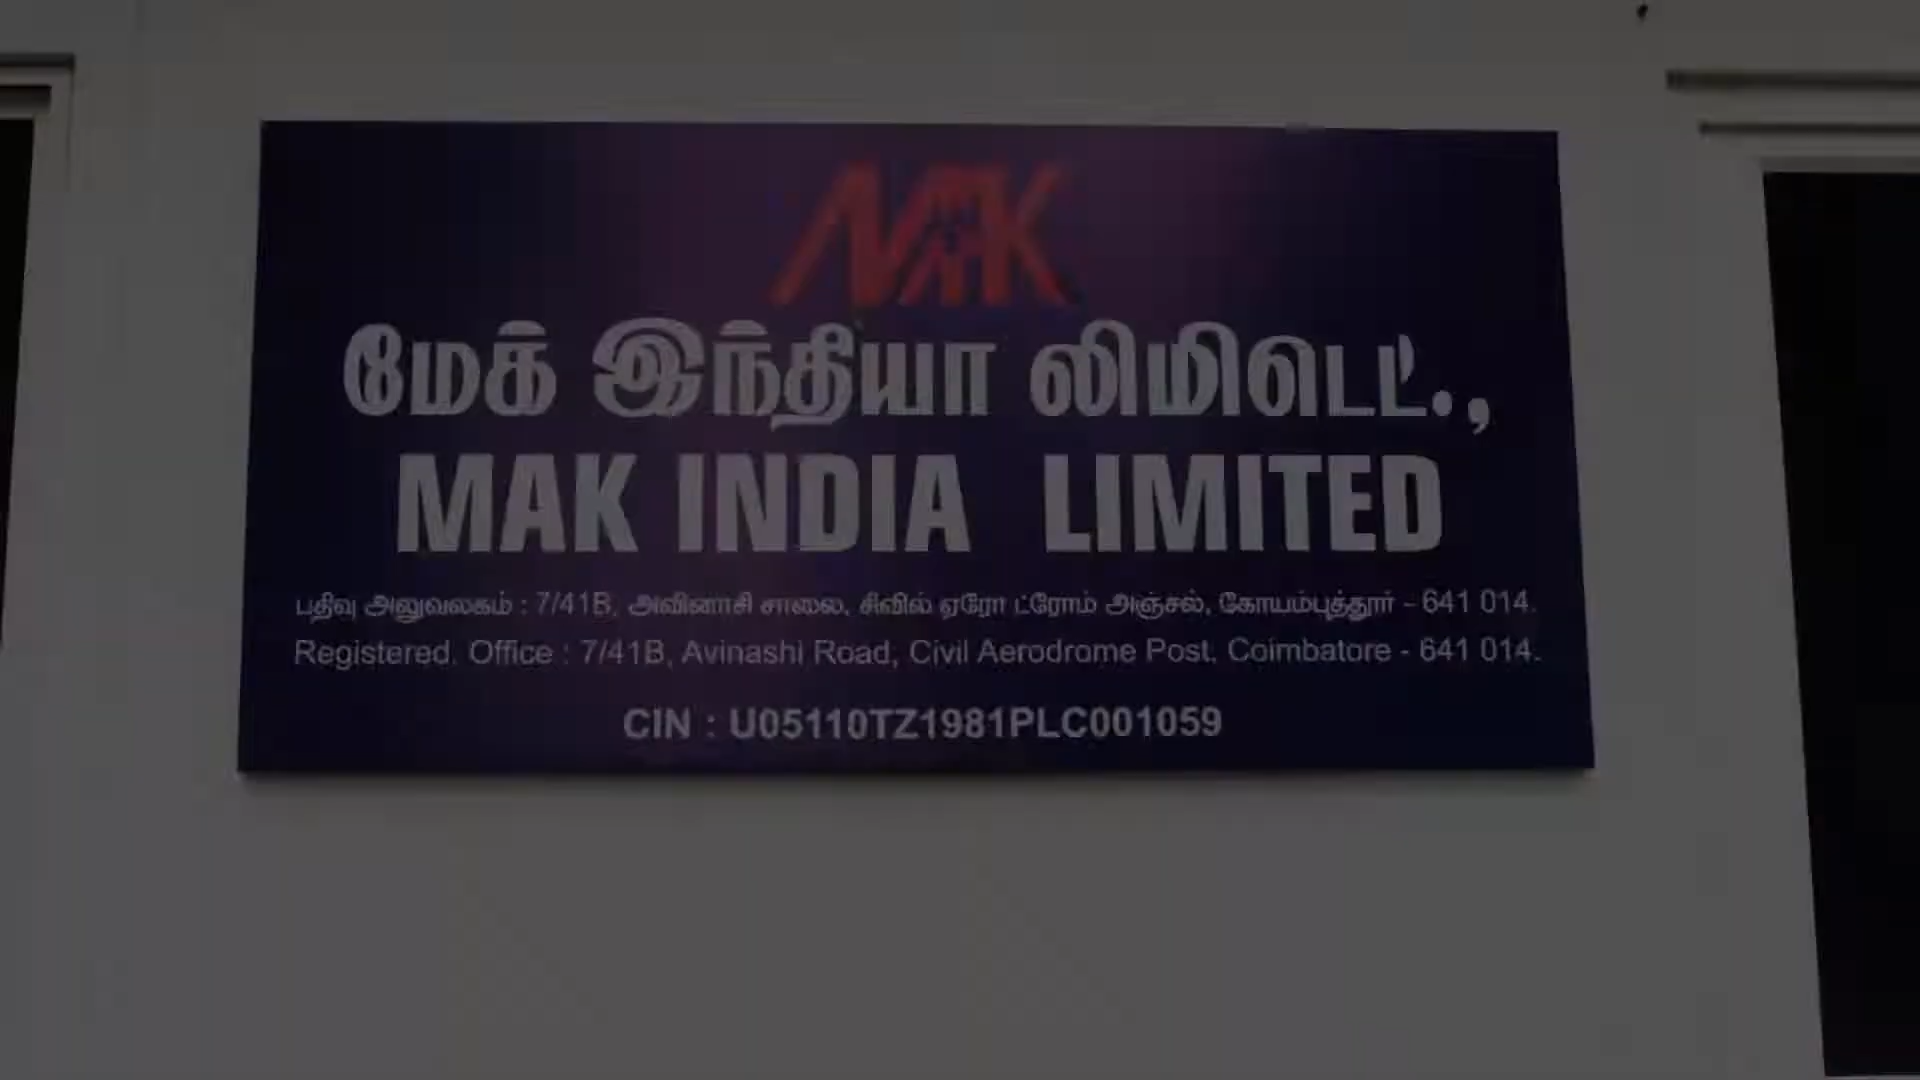 MAK
மேக் இந்தியா லிமிடெட்.,
MAK INDIA LIMITED
பதிவு அலுவலகம் : 7/41B, அவினாசி சாலை, சிவில் ஏரோ ட்ரோம் அஞ்சல், கோயம்புத்தூர் - 641 014.
Registered. Office : 7/41B, Avinashi Road, Civil Aerodrome Post, Coimbatore - 641 014.
CIN : U05110TZ1981PLC001059